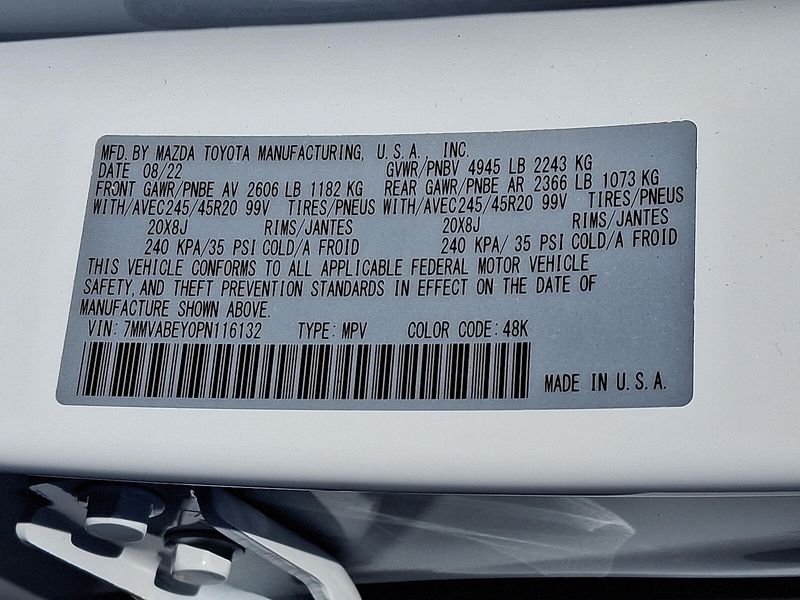 MFD. BY MAZDA TOYOTA MANUFACTURING, U.S.A. INC.
DATE 08/22 GVWR/PNBV 4945 LB 2243 KG
FRONT GAWR/PNBE AV 2606 LB 1182 KG REAR GAWR/PNBE AR 2366 LB 1073 KG
WITH/AVEC245/45R20 99V TIRES/PNEUS WITH/AVEC245/45R20 99V TIRES/PNEUS
20X8J RIMS/JANTES 20X8J RIMS/JANTES
240 KPA/35 PSI COLD/A FROID 240 KPA/ 35 PSI COLD/A FROID
THIS VEHICLE CONFORMS TO ALL APPLICABLE FEDERAL MOTOR VEHICLE
SAFETY, AND THEFT PREVENTION STANDARDS IN EFFECT ON THE DATE OF
MANUFACTURE SHOWN ABOVE.
VIN: 7MMVABEY0PN116132 TYPE: MPV COLOR CODE: 48K
MADE IN U.S.A.